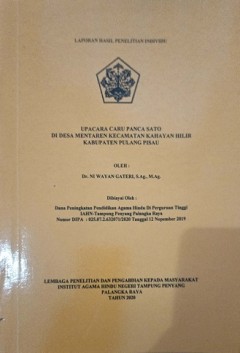 LAPORAN HASIL PENELITIAN INDIVIDU
UPACARA CARU PANCA SATO
DI DESA MENTAREN KECAMATAN KAHAYAN HILIR
KABUPATEN PULANG PISAU
OLEH :
Dr. NI WAYAN GATERI, S.Ag., M.Ag.
Dibiayai Oleh :
Dana Peningkatan Pendidikan Agama Hindu Di Perguruan Tinggi
IAHN-Tampung Penyang Palangka Raya
Nomor DIPA : 025.07.2.632071/2020 Tanggal 12 Nopember 2019
LEMBAGA PENELITIAN DAN PENGABDIAN KEPADA MASYARAKAT
INSTITUT AGAMA HINDU NEGERI TAMPUNG PENYANG
PALANGKA RAYA
TAHUN 2020